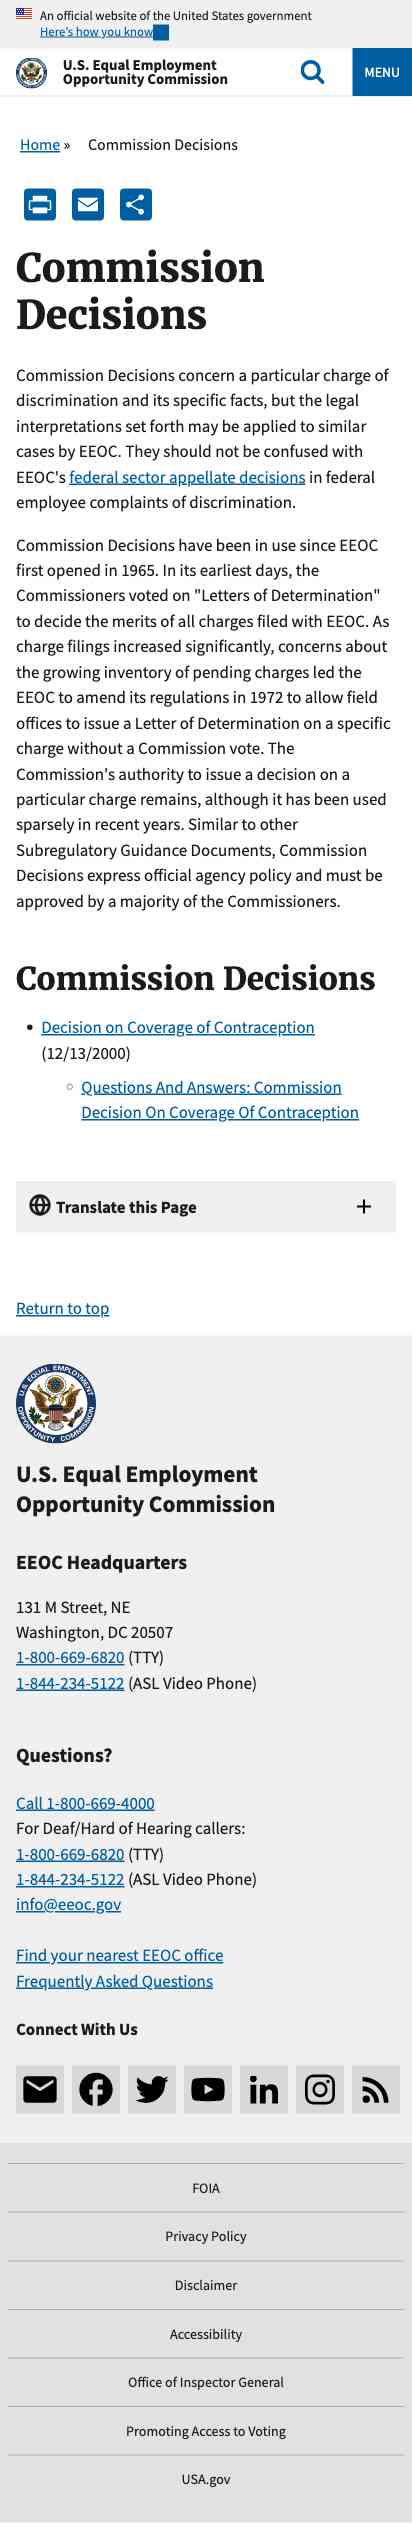 An official website of the United States government
Here's how you know
U.S. Equal Employment
Opportunity Commission
MENU
Home » Commission Decisions
Commission
Decisions
Commission Decisions concern a particular charge of
discrimination and its specific facts, but the legal
interpretations set forth may be applied to similar
cases by EEOC. They should not be confused with
EEOC's federal sector appellate decisions in federal
employee complaints of discrimination.
Commission Decisions have been in use since EEOC
first opened in 1965. In its earliest days, the
Commissioners voted on "Letters of Determination"
to decide the merits of all charges filed with EEOC. As
charge filings increased significantly, concerns about
the growing inventory of pending charges led the
EEOC to amend its regulations in 1972 to allow field
offices to issue a Letter of Determination on a specific
charge without a Commission vote. The
Commission's authority to issue a decision on a
particular charge remains, although it has been used
sparsely in recent years. Similar to other
Subregulatory Guidance Documents, Commission
Decisions express official agency policy and must be
approved by a majority of the Commissioners.
Commission Decisions
Decision on Coverage of Contraception
(12/13/2000)
Questions And Answers: Commission
Decision On Coverage Of Contraception
Translate this Page
Return to top
U.S. EQUAL EMPLOYMENT
OPPORTUNITY COMMISSION
U.S. Equal Employment
Opportunity Commission
EEOC Headquarters
131 M Street, NE
Washington, DC 20507
1-800-669-6820 (TTY)
1-844-234-5122 (ASL Video Phone)
Questions?
Call 1-800-669-4000
For Deaf/Hard of Hearing callers:
1-800-669-6820 (TTY)
1-844-234-5122 (ASL Video Phone)
info@eeoc.gov
Find your nearest EEOC office
Frequently Asked Questions
Connect With Us
FOIA
Privacy Policy
Disclaimer
Accessibility
Office of Inspector General
Promoting Access to Voting
USA.gov